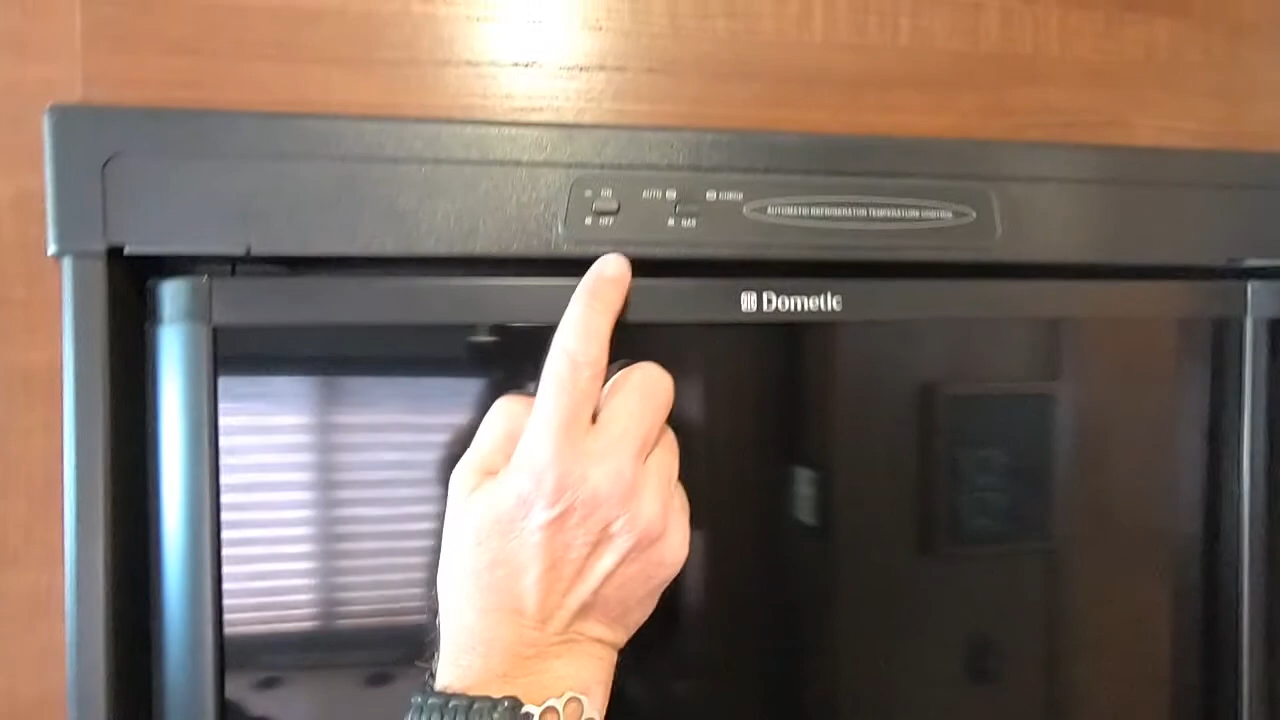 ON
OFF
AUTO
CHECK
GAS
AUTOMATIC REFRIGERATOR TEMPERATURE CONTROL
Dometic